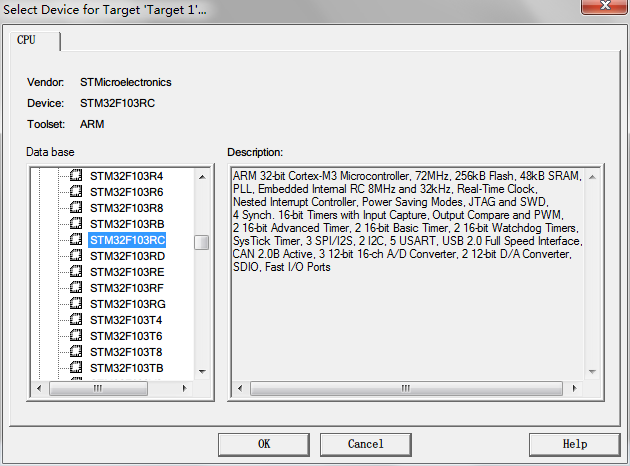 Select Device for Target 'Target 1'...
CPU
Vendor: STMicroelectronics
Device: STM32F103RC
Toolset: ARM
Data base
Description:
STM32F103R4
STM32F103R6
STM32F103R8
STM32F103RB
STM32F103RC
STM32F103RD
STM32F103RE
STM32F103RF
STM32F103RG
STM32F103T4
STM32F103T6
STM32F103T8
STM32F103TB
ARM 32-bit Cortex-M3 Microcontroller, 72MHz, 256kB Flash, 48kB SRAM,
PLL, Embedded Internal RC 8MHz and 32kHz, Real-Time Clock,
Nested Interrupt Controller, Power Saving Modes, JTAG and SWD,
4 Synch. 16-bit Timers with Input Capture, Output Compare and PWM,
2 16-bit Advanced Timer, 2 16-bit Basic Timer, 2 16-bit Watchdog Timers,
SysTick Timer, 3 SPI/I2S, 2 I2C, 5 USART, USB 2.0 Full Speed Interface,
CAN 2.0B Active, 3 12-bit 16-ch A/D Converter, 2 12-bit D/A Converter,
SDIO, Fast I/O Ports
OK
Cancel
Help